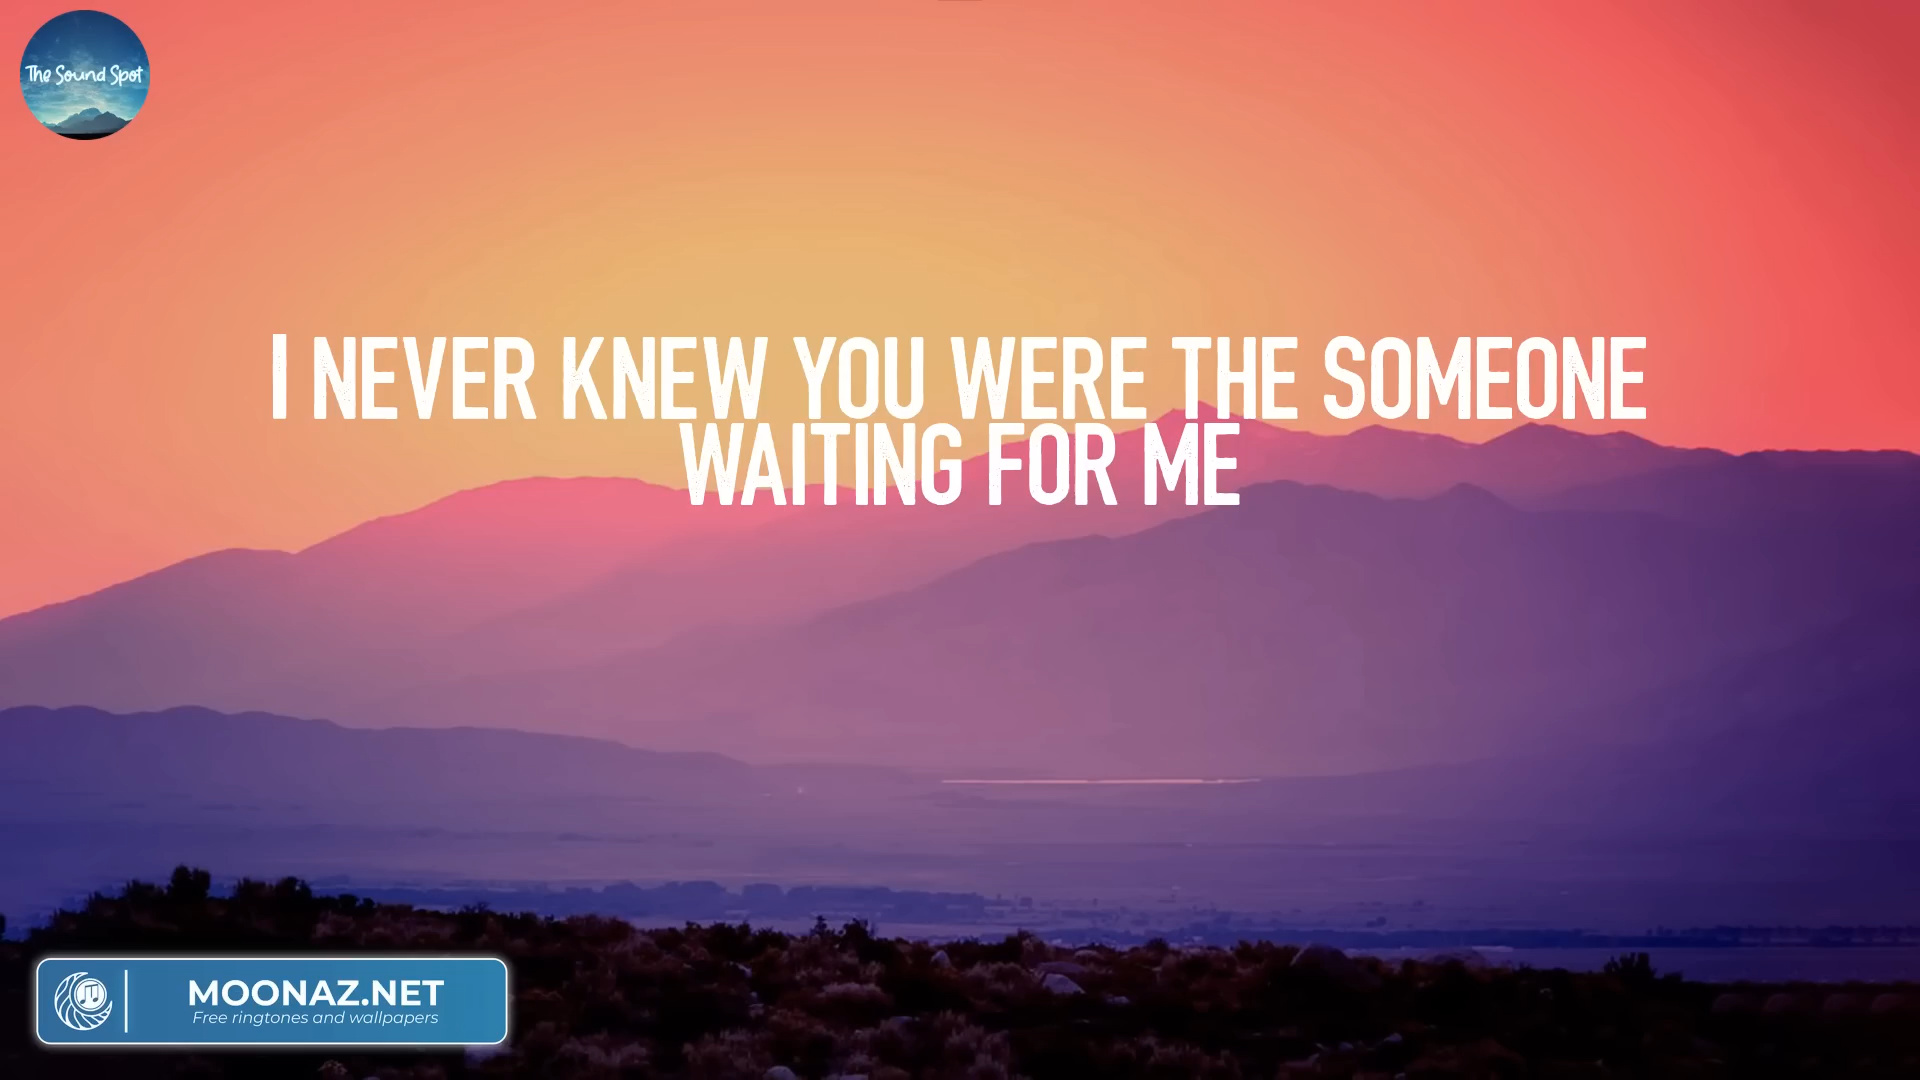 The Sound Spot
I NEVER KNEW YOU WERE THE SOMEONE
WAITING FOR ME
MOONAZ.NET
Free ringtones and wallpapers